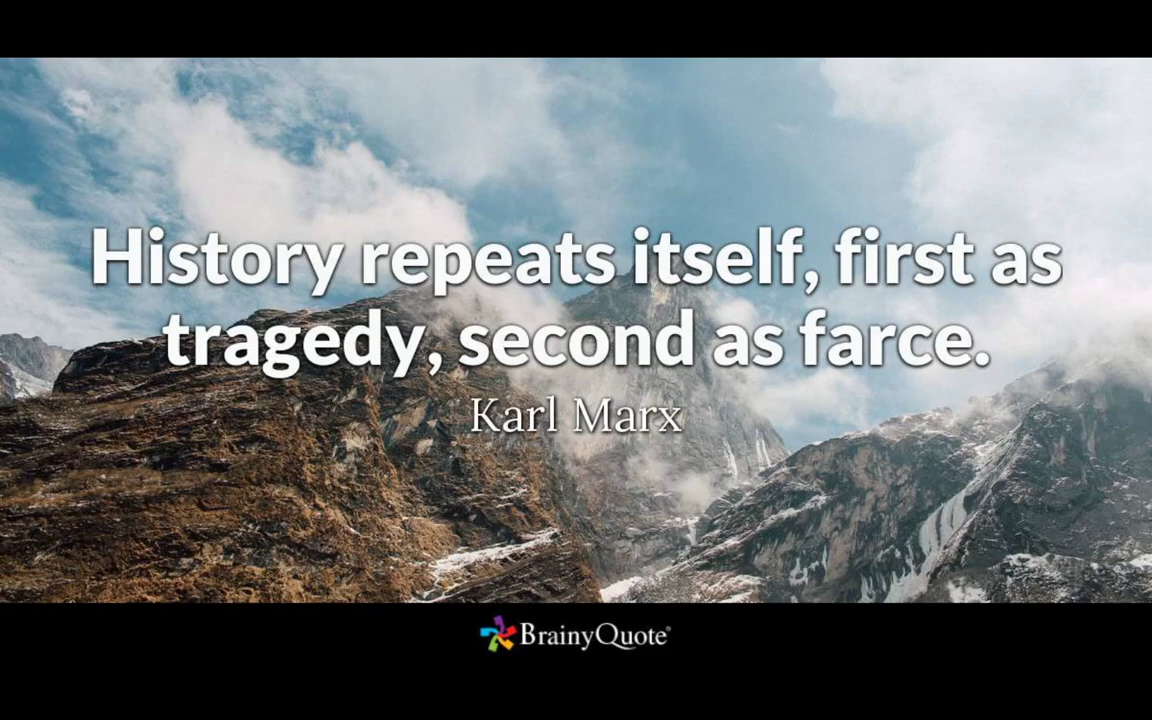 History repeats itself, first as
tragedy, second as farce.
Karl Marx
BrainyQuote®